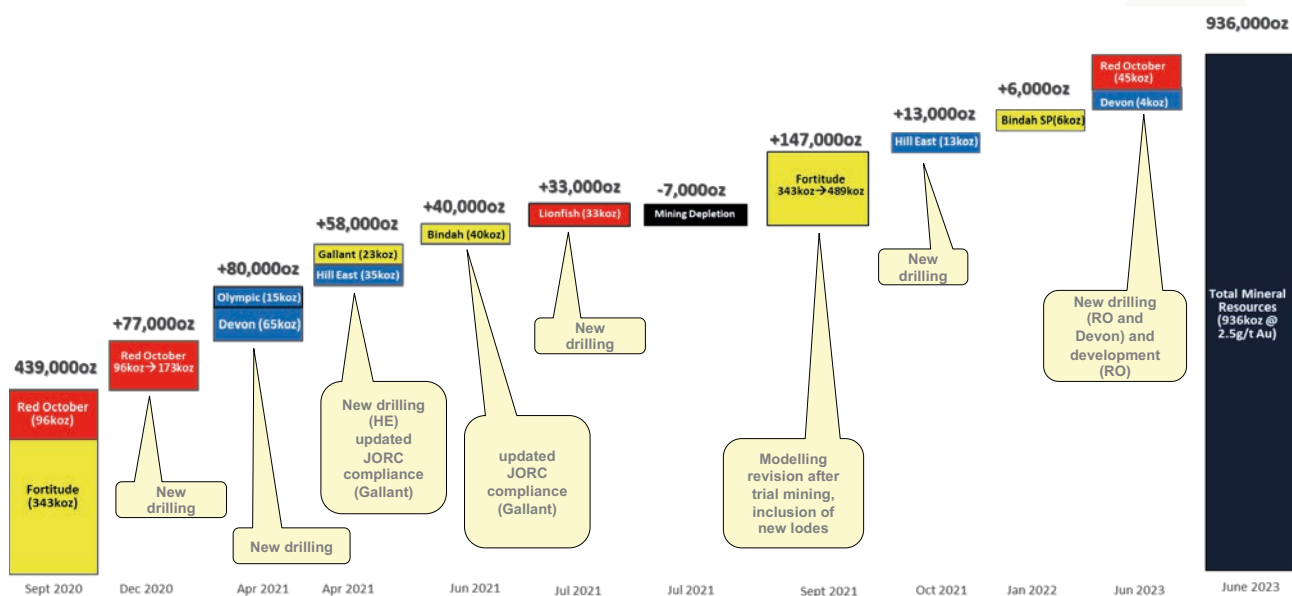 439,000oz
Red October
(96koz)
Fortitude
(343koz)
Sept 2020
+77,000oz
Red October
96koz→173koz
New
drilling
Dec 2020
+80,000oz
Olympic (15koz)
Devon (65koz)
New drilling
Apr 2021
+58,000oz
Gallant (23koz)
Hill East (35koz)
New drilling
(HE)
updated
JORC
compliance
(Gallant)
Apr 2021
+40,000oz
Bindah (40koz)
updated
JORC
compliance
(Gallant)
Jun 2021
+33,000oz
Lionfish (33koz)
New
drilling
Jul 2021
-7,000oz
Mining Depletion
Jul 2021
+147,000oz
Fortitude
343koz→489koz
Modelling
revision after
trial mining,
inclusion of
new lodes
Sept 2021
+13,000oz
Hill East (13koz)
New
drilling
Oct 2021
+6,000oz
Bindah SP(6koz)
Jan 2022
Red October
(45koz)
Devon (4koz)
New drilling
(RO and
Devon) and
development
(RO)
Jun 2023
936,000oz
Total Mineral
Resources
(936koz @
2.5g/t Au)
June 2023